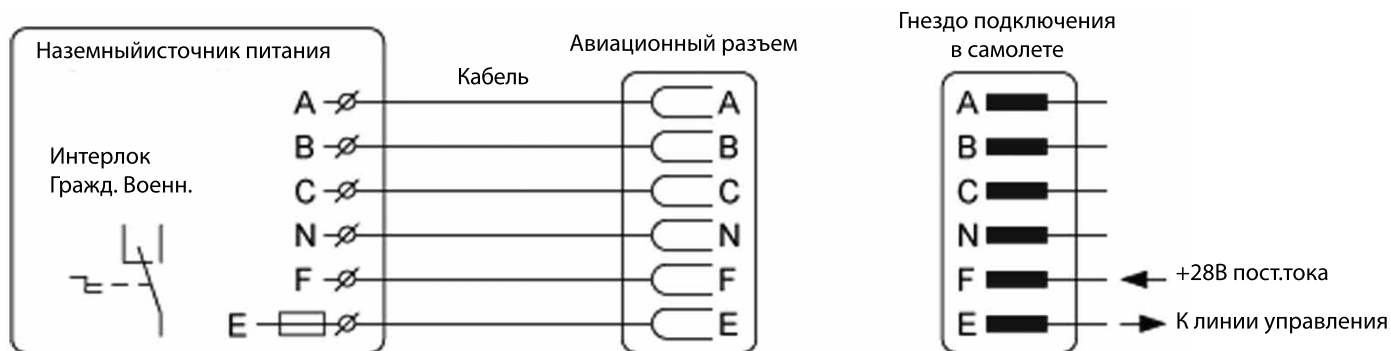 Наземныйисточник питания
Кабель
Авиационный разъем
Гнездо подключения
в самолете
Интерлок
Гражд. Военн.
A
B
C
N
F
E
A
B
C
N
F
E
A
B
C
N
F
E
+28В пост.тока
К линии управления